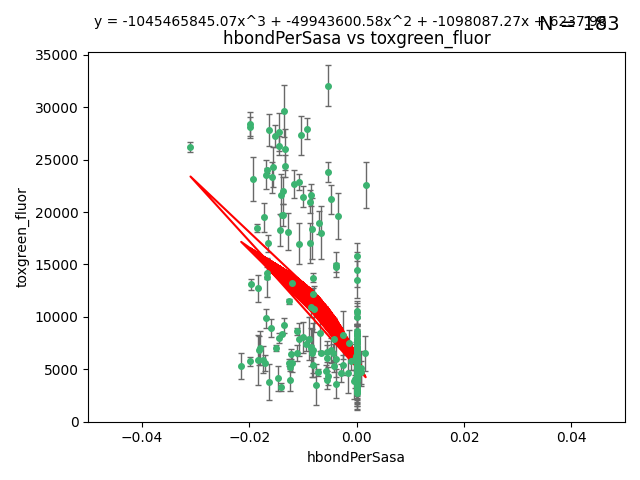 y = -1045465845.07x^3 + -49943600.58x^2 + -1098087.27x +
N = 183
hbondPerSasa vs toxgreen_fluor
35000
30000
25000
20000
15000
10000
5000
0
toxgreen_fluor
−0.04
−0.02
0.00
0.02
0.04
hbondPerSasa